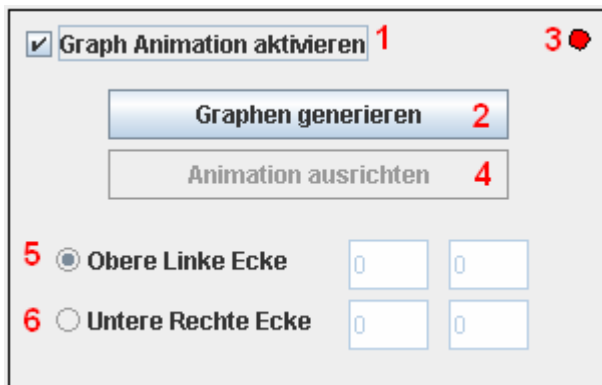 Graph Animation aktivieren 1 3
Graphen generieren 2
Animation ausrichten 4
5 Obere Linke Ecke 0 0
6 Untere Rechte Ecke 0 0